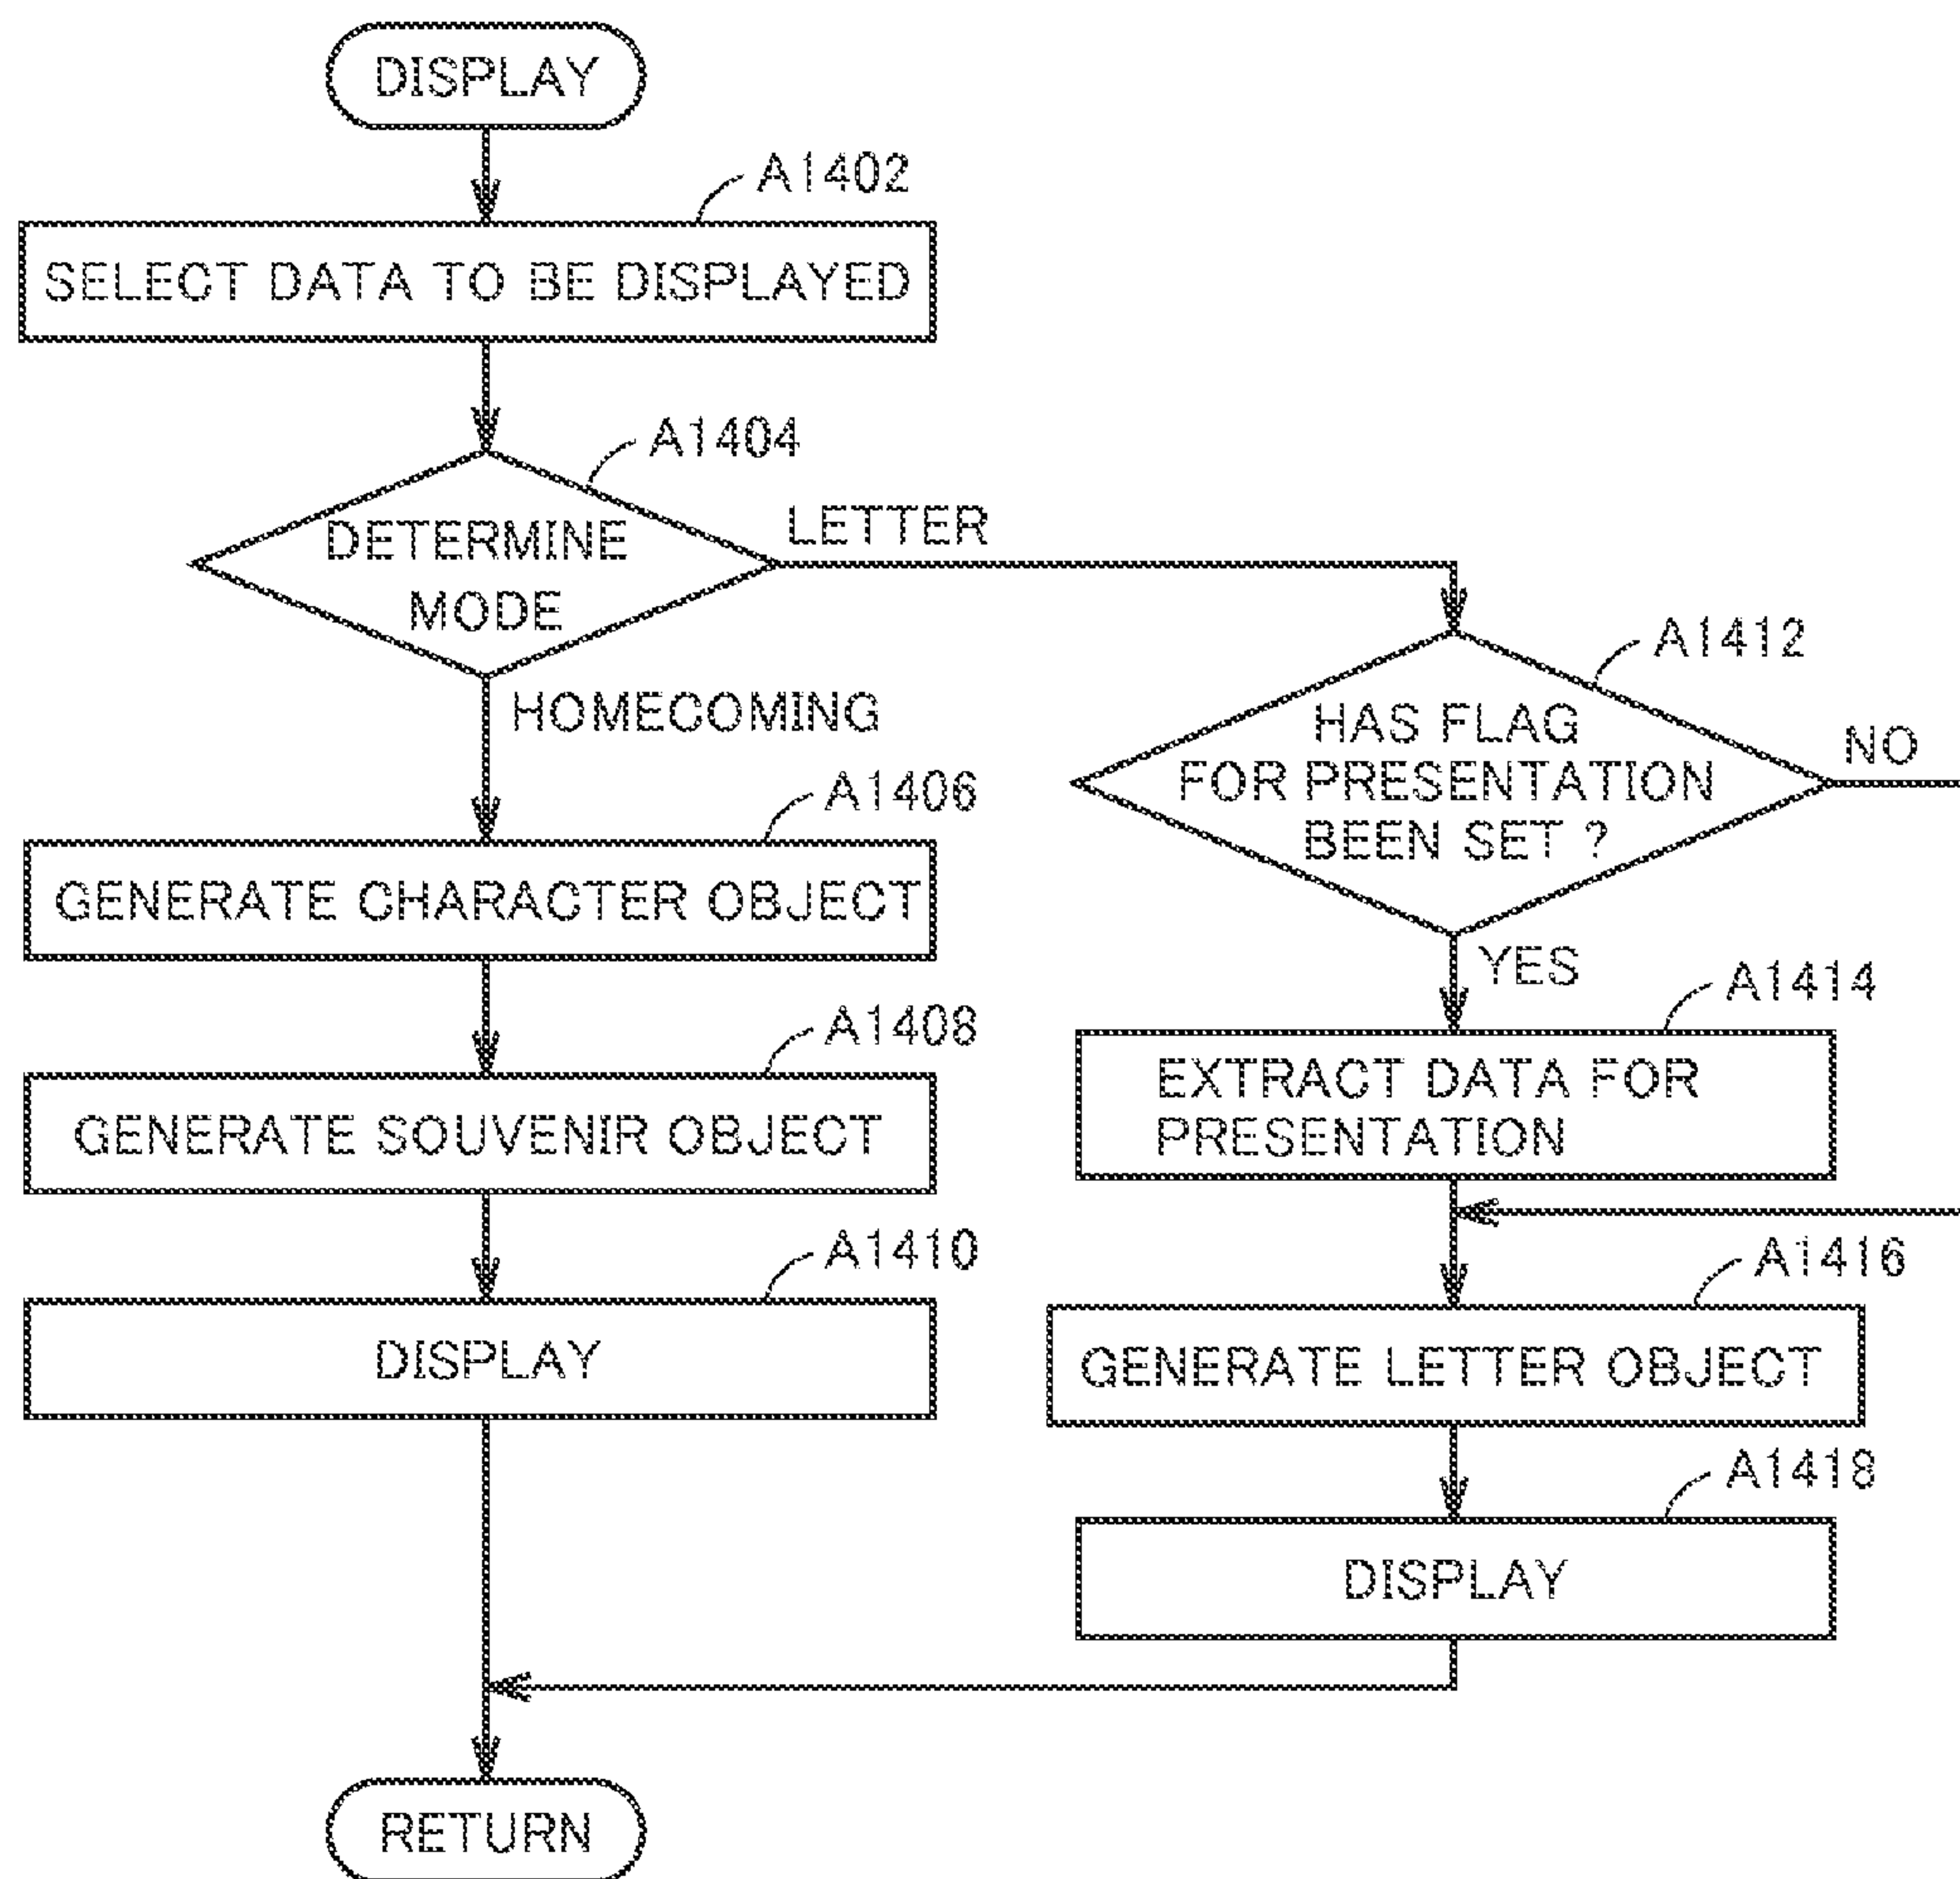 DISPLAY
A1402
SELECT DATA TO BE DISPLAYED
A1404
DETERMINE
MODE
LETTER
HOMECOMING
A1406
GENERATE CHARACTER OBJECT
A1408
GENERATE SOUVENIR OBJECT
A1410
DISPLAY
A1412
HAS FLAG
FOR PRESENTATION
BEEN SET ?
NO
YES
A1414
EXTRACT DATA FOR
PRESENTATION
A1416
GENERATE LETTER OBJECT
A1418
DISPLAY
RETURN